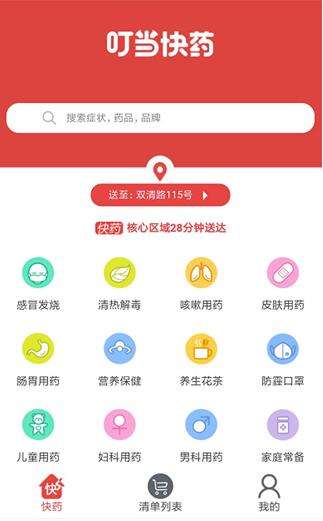 叮当快药
搜索症状,药品,品牌
送至:双清路115号
快药 核心区域28分钟送达
感冒发烧 清热解毒 咳嗽用药 皮肤用药
肠胃用药 营养保健 养生花茶 防霾口罩
儿童用药 妇科用药 男科用药 家庭常备
快
快药 清单列表 我的